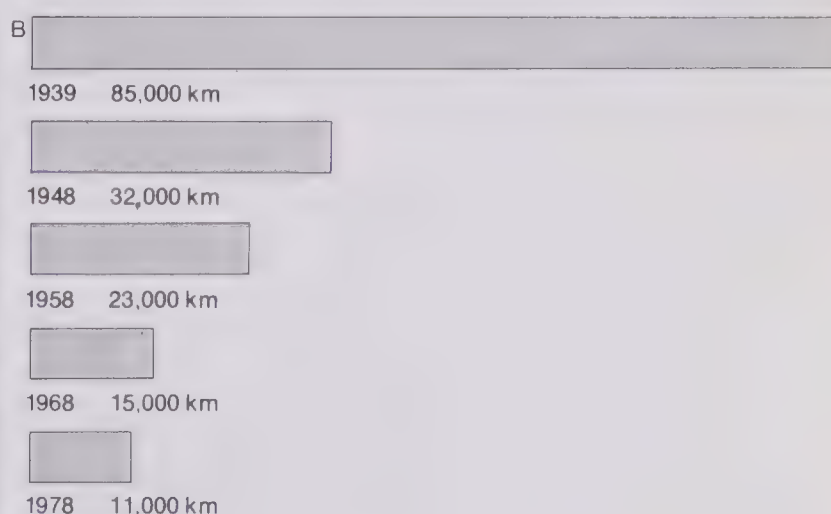 B
1939 85,000 km
1948 32,000 km
1958 23,000 km
1968 15,000 km
1978 11,000 km